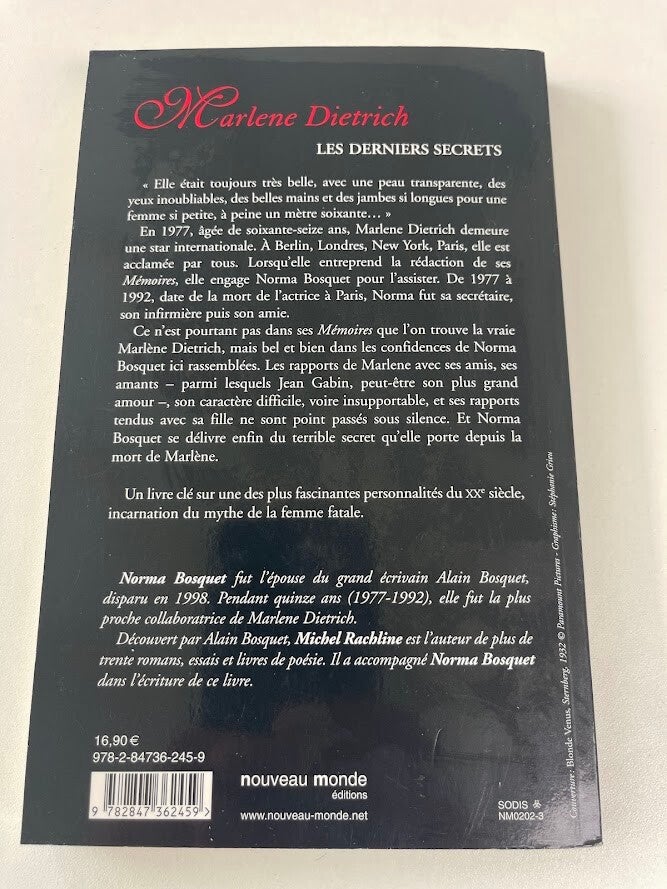 Marlene Dietrich
LES DERNIERS SECRETS
« Elle était toujours très belle, avec une peau transparente, des
yeux inoubliables, des belles mains et des jambes si longues pour une
femme si petite, à peine un mètre soixante… »
En 1977, âgée de soixante-seize ans, Marlene Dietrich demeure
une star internationale. À Berlin, Londres, New York, Paris, elle est
acclamée par tous. Lorsqu'elle entreprend la rédaction de ses
Mémoires, elle engage Norma Bosquet pour l'assister. De 1977 à
1992, date de la mort de l'actrice à Paris, Norma fut sa secrétaire,
son infirmière puis son amie.
Ce n'est pourtant pas dans ses Mémoires que l'on trouve la vraie
Marlène Dietrich, mais bel et bien dans les confidences de Norma
Bosquet ici rassemblées. Les rapports de Marlene avec ses amis, ses
amants – parmi lesquels Jean Gabin, peut-être son plus grand
amour –, son caractère difficile, voire insupportable, et ses rapports
tendus avec sa fille ne sont point passés sous silence. Et Norma
Bosquet se délivre enfin du terrible secret qu'elle porte depuis la
mort de Marlène.
Un livre clé sur une des plus fascinantes personnalités du XXe siècle,
incarnation du mythe de la femme fatale.
Norma Bosquet fut l'épouse du grand écrivain Alain Bosquet,
disparu en 1998. Pendant quinze ans (1977-1992), elle fut la plus
proche collaboratrice de Marlene Dietrich.
Découvert par Alain Bosquet, Michel Rachline est l'auteur de plus de
trente romans, essais et livres de poésie. Il a accompagné Norma Bosquet
dans l'écriture de ce livre.
16,90 €
978-2-84736-245-9
9 782847 362459
nouveau monde
éditions
www.nouveau-monde.net
SODIS
NM0202-3
Couverture : Blonde Venus, Sternberg, 1932 © Paramount Pictures - Graphisme : Stéphanie Grieu